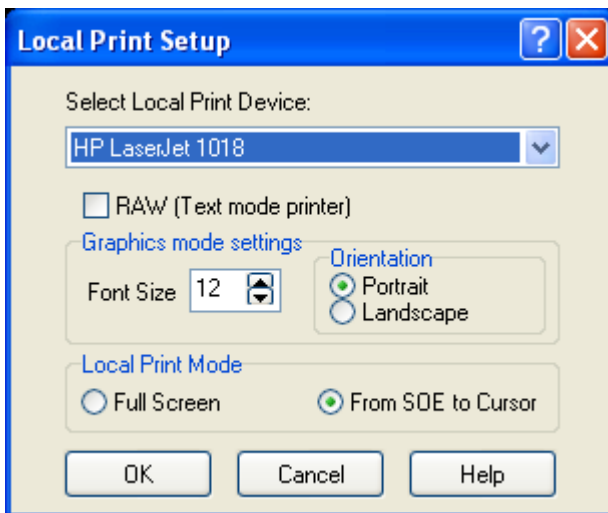 Local Print Setup
Select Local Print Device:
HP LaserJet 1018
RAW (Text mode printer)
Graphics mode settings
Font Size 12
Orientation
Portrait
Landscape
Local Print Mode
Full Screen From SOE to Cursor
OK Cancel Help